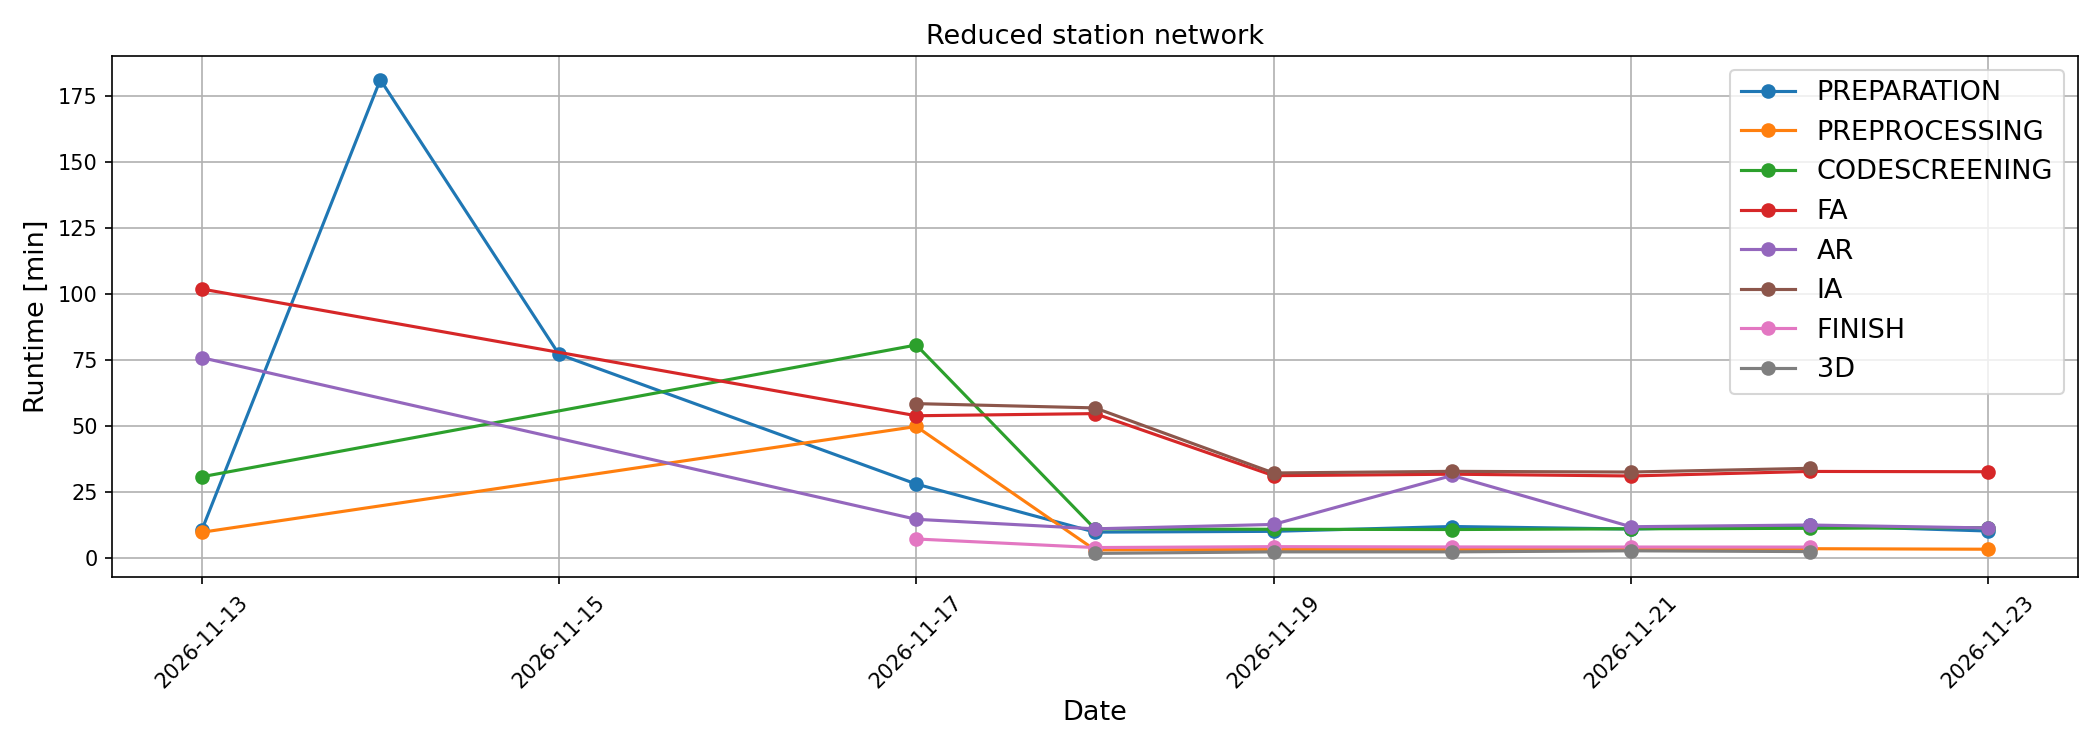 Reduced station network
Runtime [min]
175
150
125
100
75
50
25
0
PREPARATION
PREPROCESSING
CODESCREENING
FA
AR
IA
FINISH
3D
2026-11-13
2026-11-15
2026-11-17
2026-11-19
2026-11-21
2026-11-23
Date